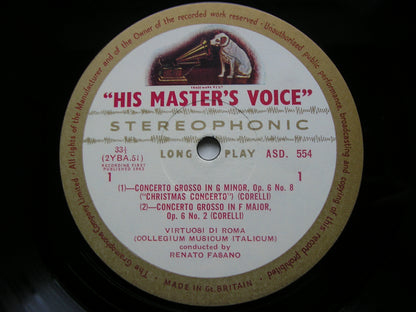 All rights of the Manufacturer and of the Owner of the recorded work reserved - Unauthorised public performance, broadcasting and copying of this record prohibited
TRADE MARK
"HIS MASTER'S VOICE"
STEREOPHONIC
LONG PLAY
33⅓
(2YBA.51)
RECORDING FIRST
PUBLISHED 1963
ASD. 554
1 1
(1)—CONCERTO GROSSO IN G MINOR, Op. 6 No. 8
("CHRISTMAS CONCERTO") (CORELLI)
(2)—CONCERTO GROSSO IN F MAJOR,
Op. 6 No. 2 (CORELLI)
VIRTUOSI DI ROMA
(COLLEGIUM MUSICUM ITALICUM)
conducted by
RENATO FASANO
The Gramophone Company Limited.
MADE IN Gt. BRITAIN